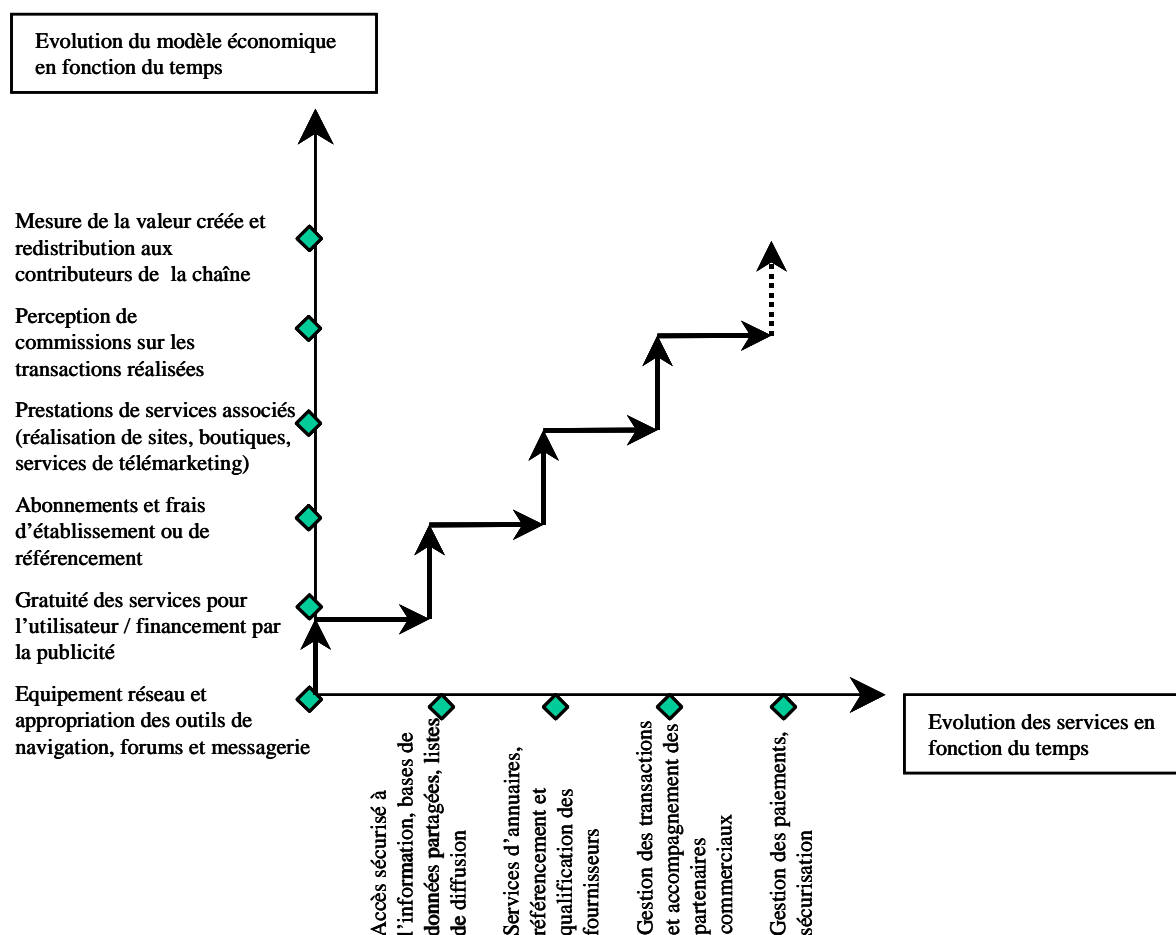 Evolution du modèle économique
en fonction du temps
Mesure de la valeur créée et
redistribution aux
contributeurs de la chaîne
Perception de
commissions sur les
transactions réalisées
Prestations de services associés
(réalisation de sites, boutiques,
services de télémarketing)
Abonnements et frais
d'établissement ou de
référencement
Gratuité des services pour
l'utilisateur / financement par
la publicité
Equipement réseau et
appropriation des outils de
navigation, forums et messagerie
Evolution des services en
fonction du temps
Accès sécurisé à
l'information, bases de
données partagées, listes
de diffusion
Services d'annuaires,
référencement et
qualification des
fournisseurs
Gestion des transactions
et accompagnement des
partenaires
commerciaux
Gestion des paiements,
sécurisation